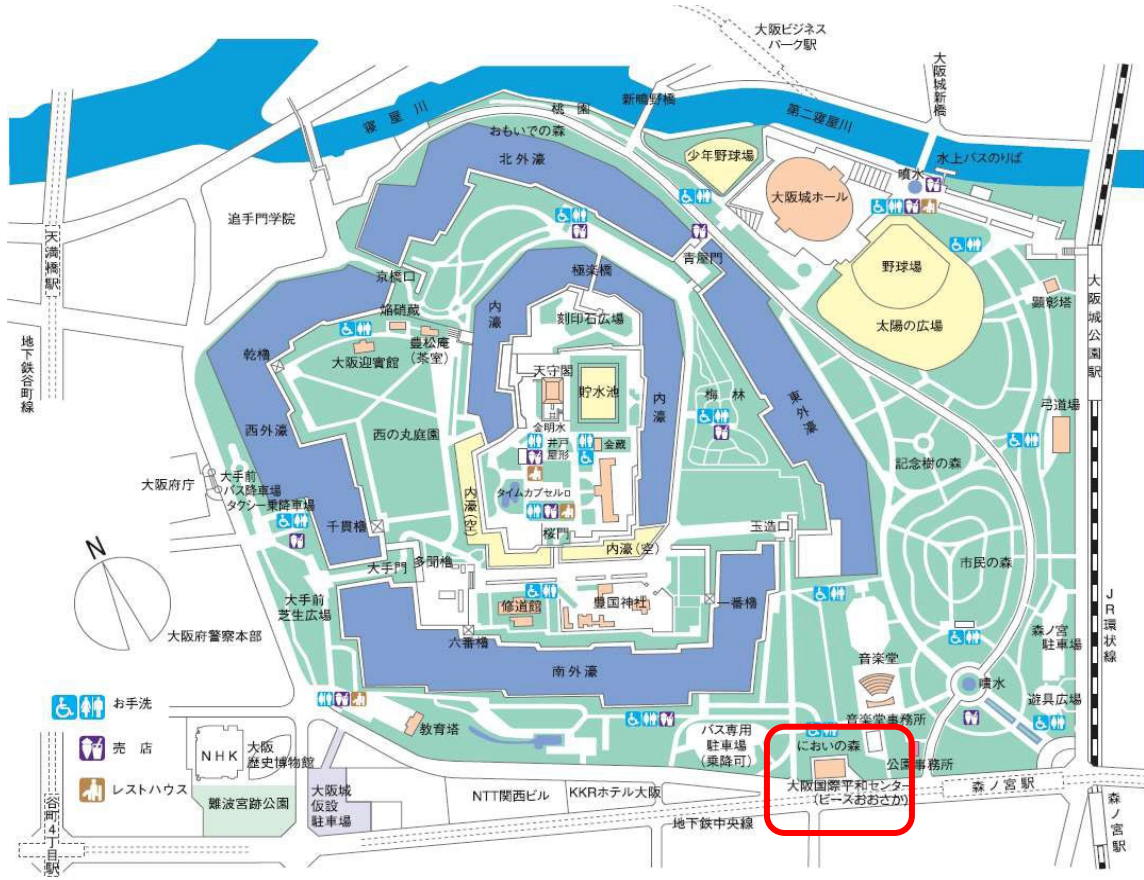 大阪ビジネス
パーク駅
大阪城新橋
新鴫野橋
桃園
寝屋川
第二寝屋川
おもいでの森
北外濠
少年野球場
水上バスのりば
噴水
大阪城ホール
追手門学院
天満橋駅
京橋口
極楽橋
青屋門
野球場
太陽の広場
顕彰塔
大阪城公園駅
地下鉄谷町線
焔硝蔵
豊松庵
(茶室)
大阪迎賓館
乾櫓
内濠
刻印石広場
天守閣
貯水池
内濠
梅林
東外濠
弓道場
西外濠
西の丸庭園
金明水
井戸
屋形
金蔵
記念樹の森
大阪府庁
大手前
バス降車場
タクシー乗降車場
内濠(空)
タイムカプセル
千貫櫓
桜門
内濠(空)
玉造口
市民の森
N
大手門
多聞櫓
大手前
芝生広場
修道館
豊国神社
一番櫓
JR環状線
大阪府警察本部
六番櫓
南外濠
音楽堂
森ノ宮
駐車場
噴水
遊具広場
お手洗
売店
レストハウス
教育塔
バス専用
駐車場
(乗降可)
音楽堂事務所
においの森
公園事務所
NHK
大阪
歴史博物館
難波宮跡公園
大阪城
仮設
駐車場
NTT関西ビル
KKRホテル大阪
大阪国際平和センター
(ピースおおさか)
森ノ宮駅
地下鉄中央線
谷町4丁目駅
森ノ宮駅